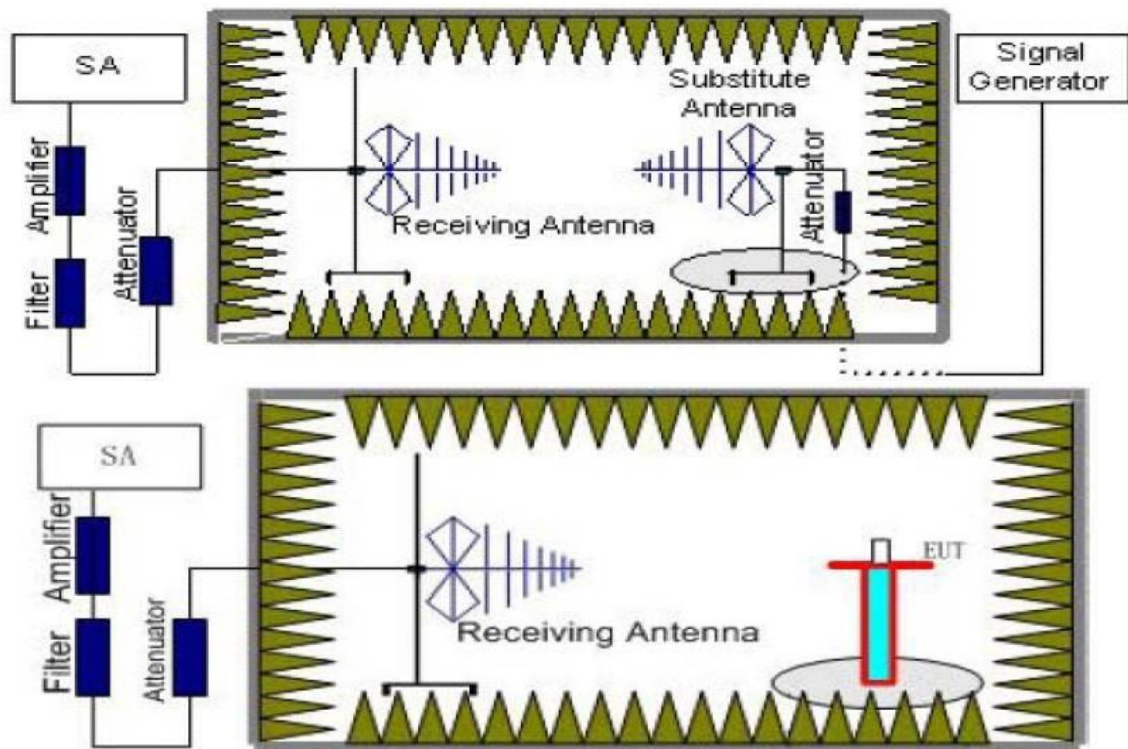 SA
Signal
Generator
Substitute
Antenna
Amplifier
Attenuator
Receiving Antenna
Attenuator
Filter
SA
Amplifier
EUT
Receiving Antenna
Filter
Attenuator